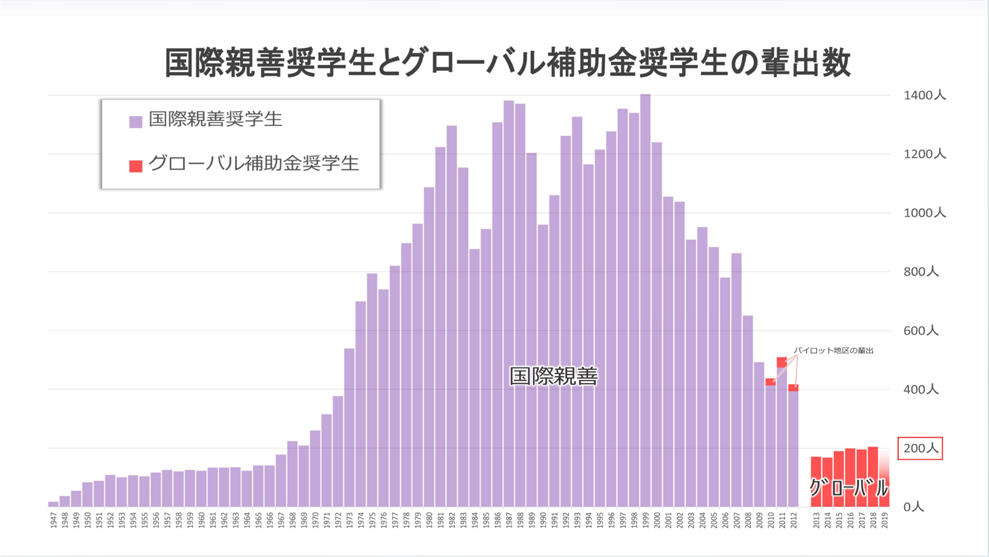 国際親善奨学生とグローバル補助金奨学生の輩出数
国際親善奨学生
グローバル補助金奨学生
1400人
1200人
1000人
800人
600人
400人
200人
0人
パイロット地区の輩出
国際親善
グローバル
1947 1948 1949 1950 1951 1952 1953 1954 1955 1956 1957 1958 1959 1960 1961 1962 1963 1964 1965 1966 1967 1968 1969 1970 1971 1972 1973 1974 1975 1976 1977 1978 1979 1980 1981 1982 1983 1984 1985 1986 1987 1988 1989 1990 1991 1992 1993 1994 1995 1996 1997 1998 1999 2000 2001 2002 2003 2004 2005 2006 2007 2008 2009 2010 2011 2012 2013 2014 2015 2016 2017 2018 2019